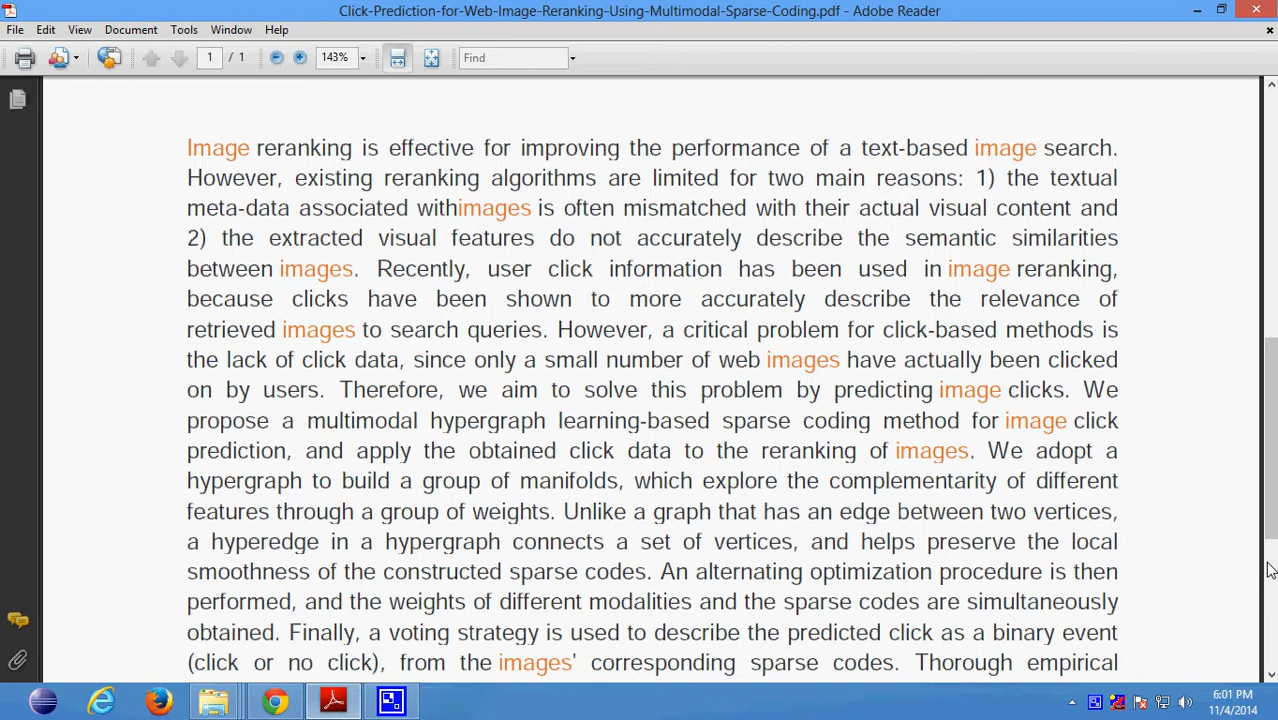 Click-Prediction-for-Web-Image-Reranking-Using-Multimodal-Sparse-Coding.pdf - Adobe Reader
File Edit View Document Tools Window Help
1 / 1 143% Find
Image reranking is effective for improving the performance of a text-based image search.
However, existing reranking algorithms are limited for two main reasons: 1) the textual
meta-data associated withimages is often mismatched with their actual visual content and
2) the extracted visual features do not accurately describe the semantic similarities
between images. Recently, user click information has been used in image reranking,
because clicks have been shown to more accurately describe the relevance of
retrieved images to search queries. However, a critical problem for click-based methods is
the lack of click data, since only a small number of web images have actually been clicked
on by users. Therefore, we aim to solve this problem by predicting image clicks. We
propose a multimodal hypergraph learning-based sparse coding method for image click
prediction, and apply the obtained click data to the reranking of images. We adopt a
hypergraph to build a group of manifolds, which explore the complementarity of different
features through a group of weights. Unlike a graph that has an edge between two vertices,
a hyperedge in a hypergraph connects a set of vertices, and helps preserve the local
smoothness of the constructed sparse codes. An alternating optimization procedure is then
performed, and the weights of different modalities and the sparse codes are simultaneously
obtained. Finally, a voting strategy is used to describe the predicted click as a binary event
(click or no click), from the images' corresponding sparse codes. Thorough empirical
6:01 PM
11/4/2014